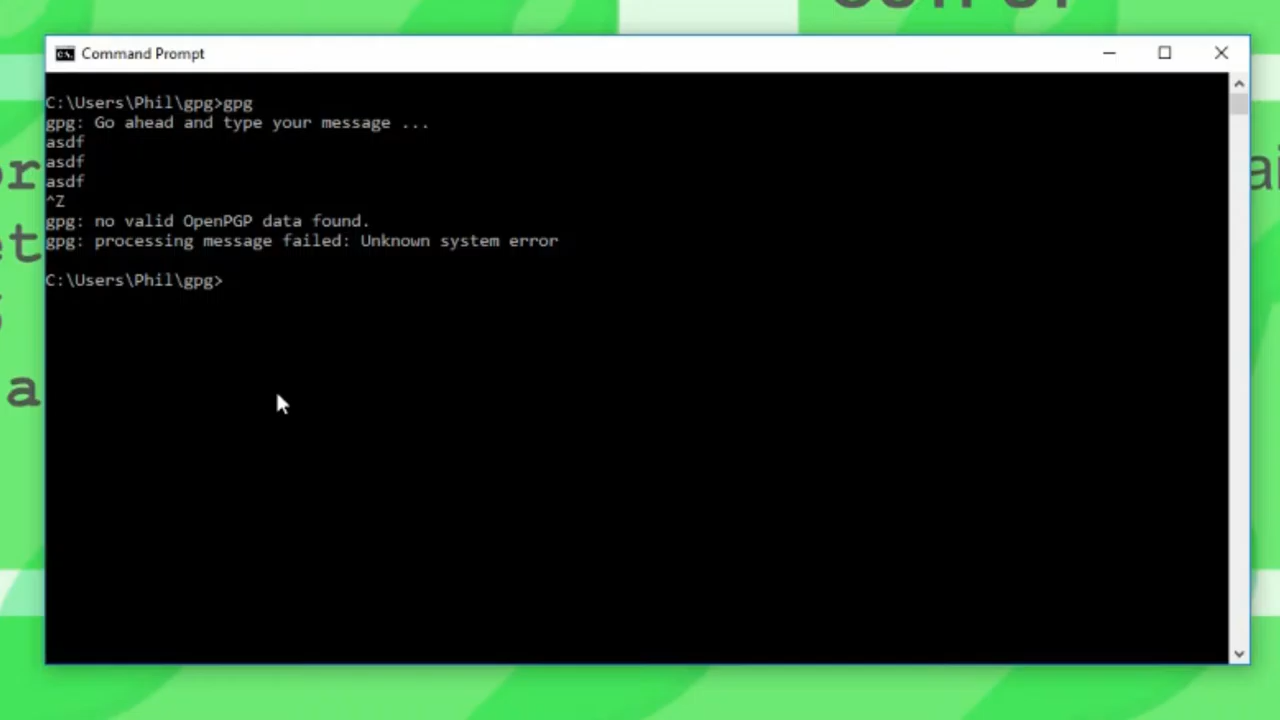 Command Prompt
C:\Users\Phil\gpg>gpg
gpg: Go ahead and type your message ...
asdf
asdf
asdf
^Z
gpg: no valid OpenPGP data found.
gpg: processing message failed: Unknown system error
C:\Users\Phil\gpg>